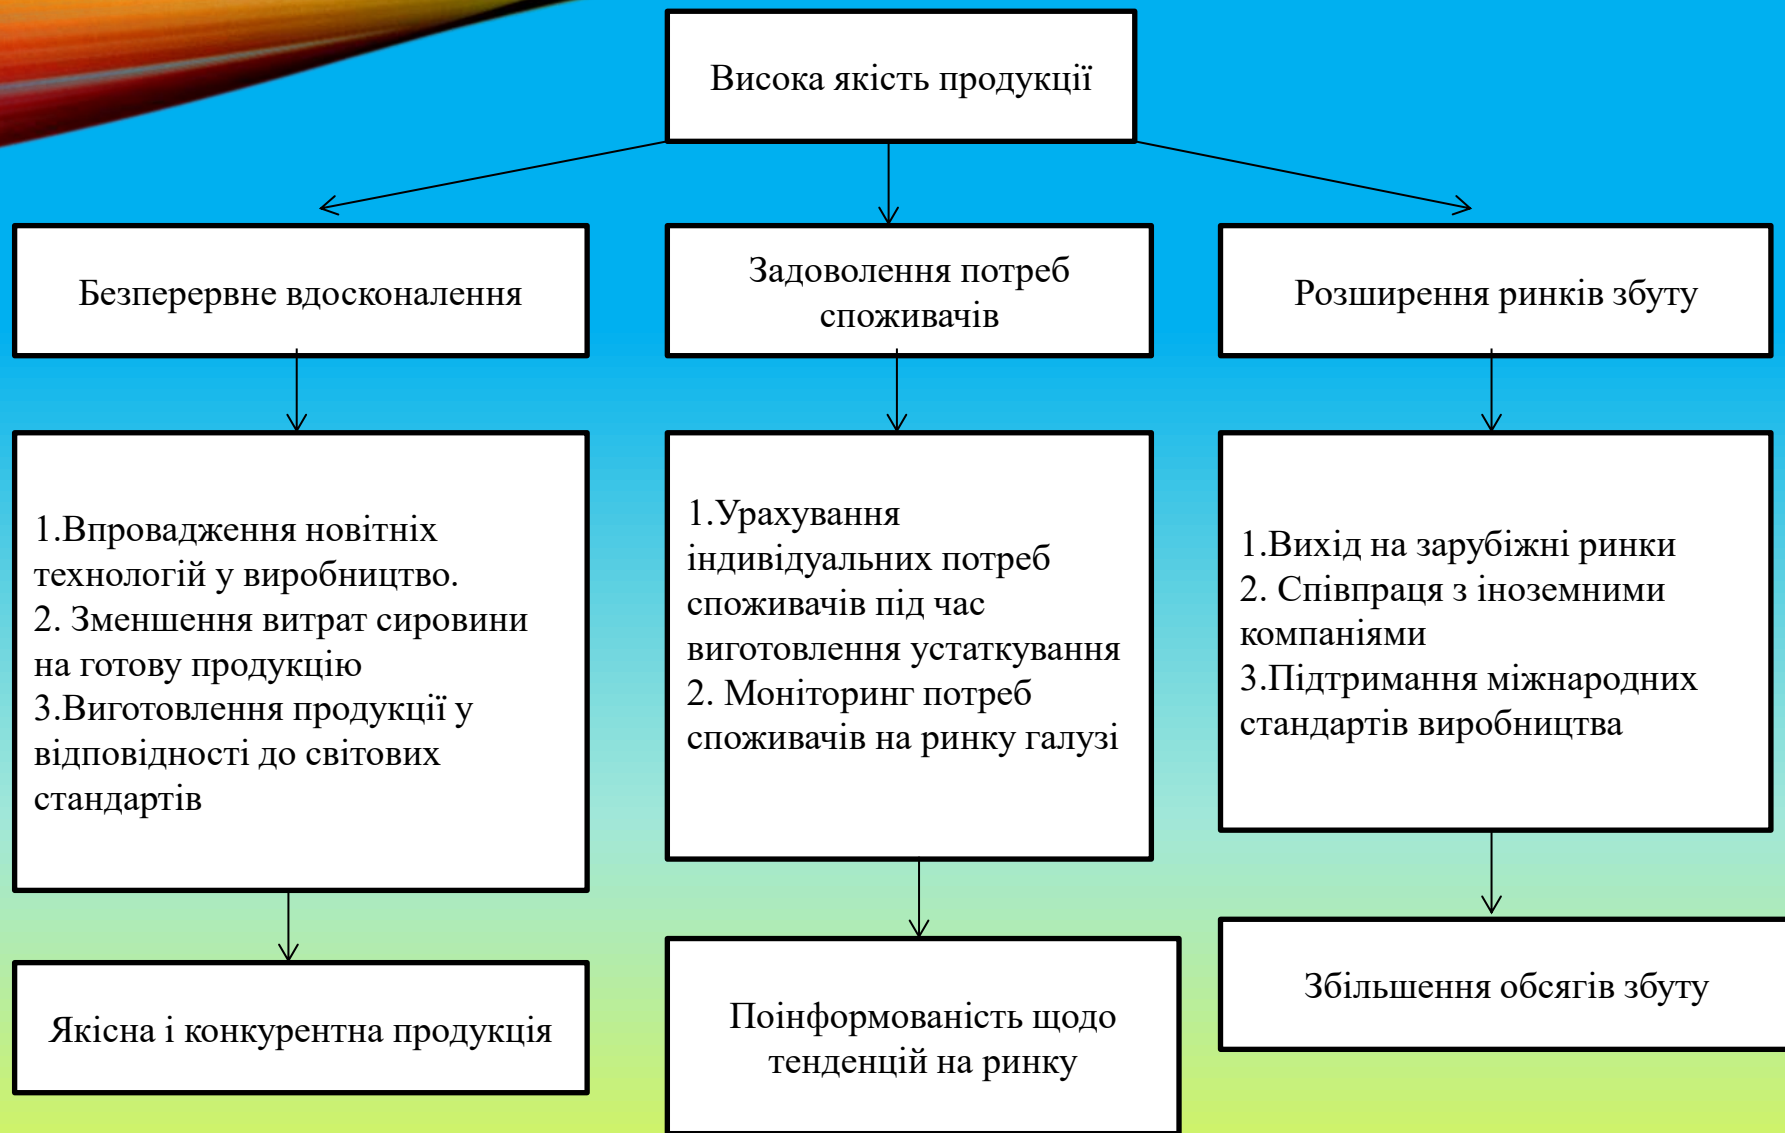 Висока якість продукції
Безперервне вдосконалення
Задоволення потреб
споживачів
Розширення ринків збуту
1.Впровадження новітніх
технологій у виробництво.
2. Зменшення витрат сировини
на готову продукцію
3.Виготовлення продукції у
відповідності до світових
стандартів
1.Урахування
індивідуальних потреб
споживачів під час
виготовлення устаткування
2. Моніторинг потреб
споживачів на ринку галузі
1.Вихід на зарубіжні ринки
2. Співпраця з іноземними
компаніями
3.Підтримання міжнародних
стандартів виробництва
Якісна і конкурентна продукція
Поінформованість щодо
тенденцій на ринку
Збільшення обсягів збуту